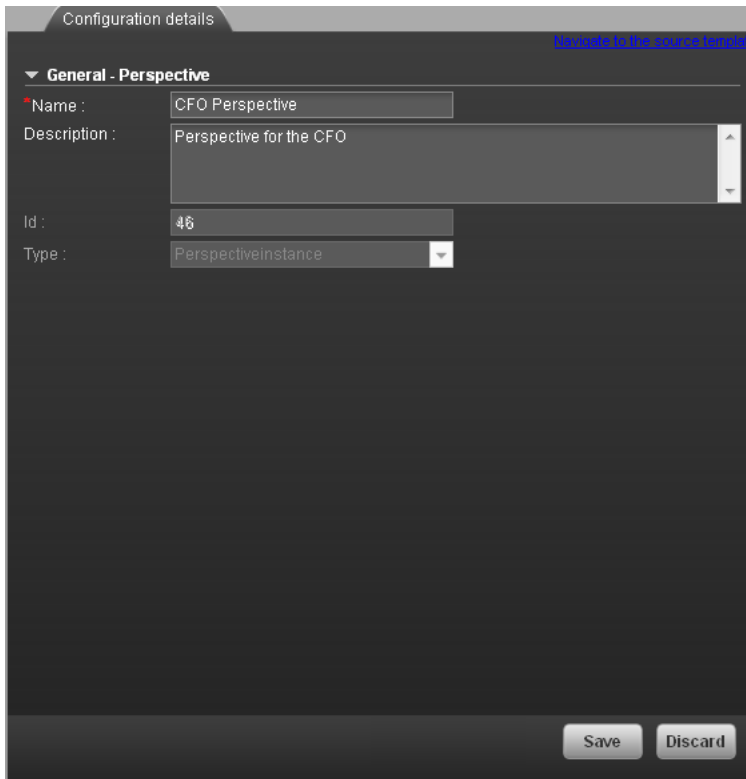 Configuration details
Navigate to the source templa
General - Perspective
*Name : CFO Perspective
Description : Perspective for the CFO
Id : 46
Type : Perspectiveinstance
Save Discard